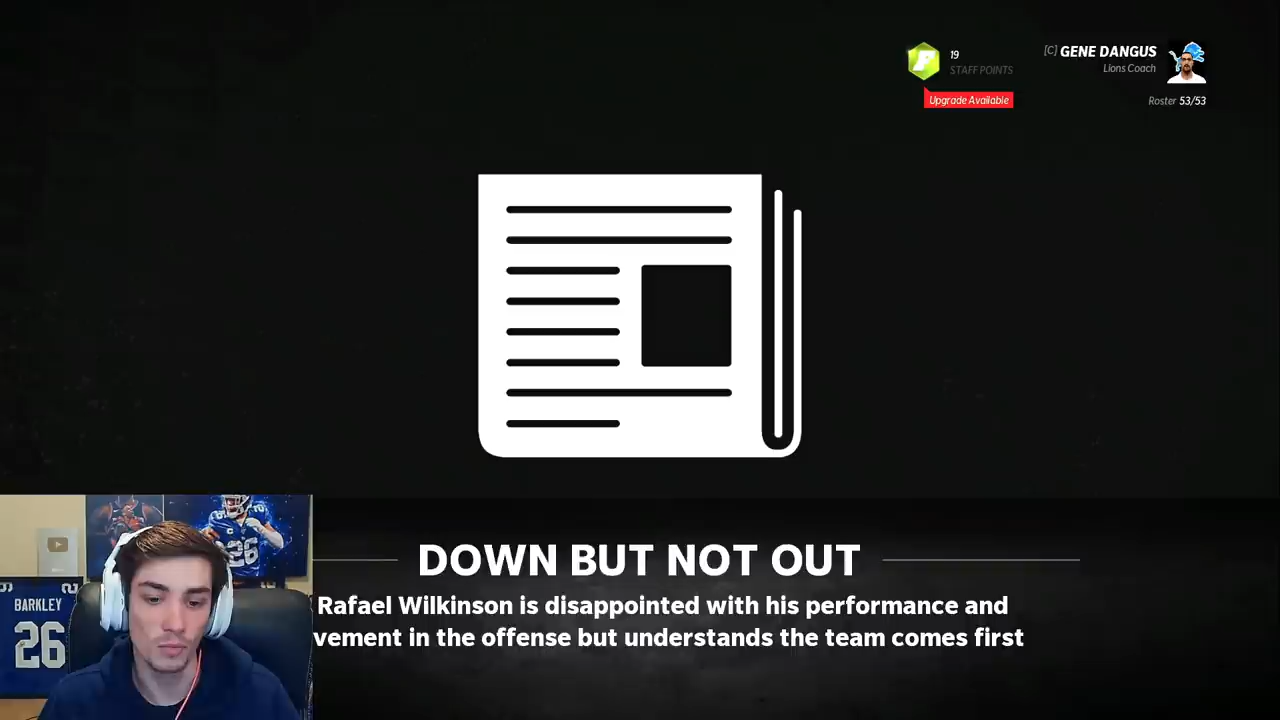 19
STAFF POINTS
Upgrade Available
[C] GENE DANGUS
Lions Coach
Roster 53/53
DOWN BUT NOT OUT
Rafael Wilkinson is disappointed with his performance and
vement in the offense but understands the team comes first
BARKLEY
26
26